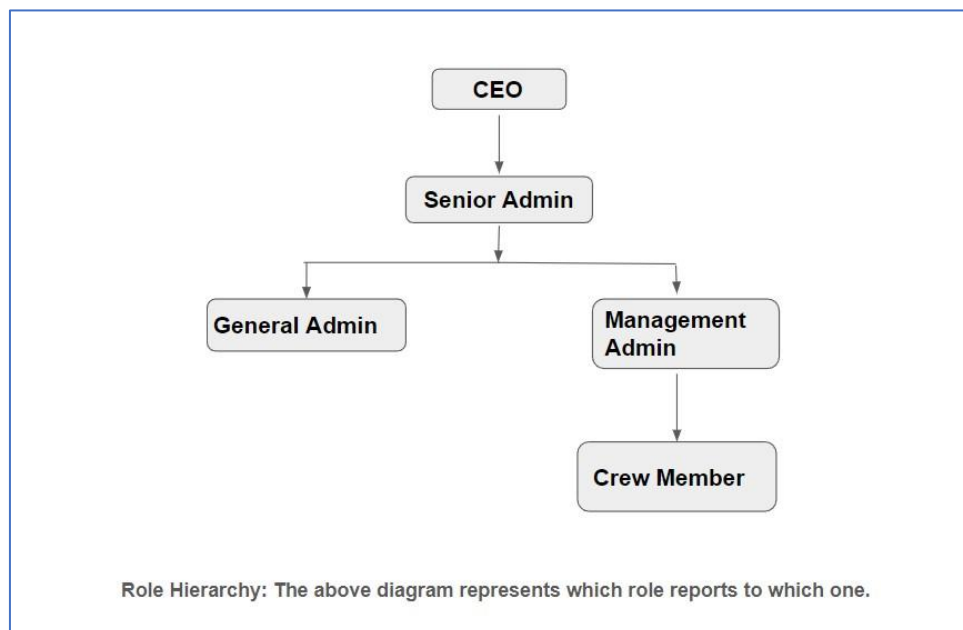 CEO
Senior Admin
General Admin
Management
Admin
Crew Member
Role Hierarchy: The above diagram represents which role reports to which one.